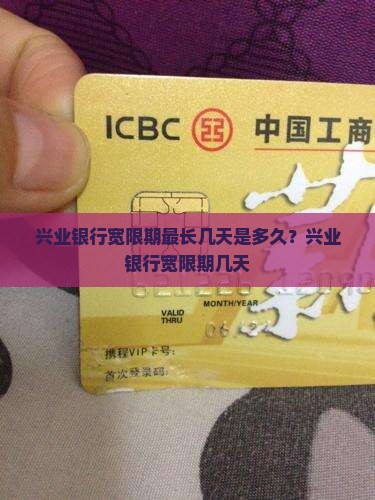 ICBC 中国工商
兴业银行宽限期最长几天是多久？兴业
银行宽限期几天
MONTH/YEAR
VALID
THRU
携程VIP卡号:
首次登录码: